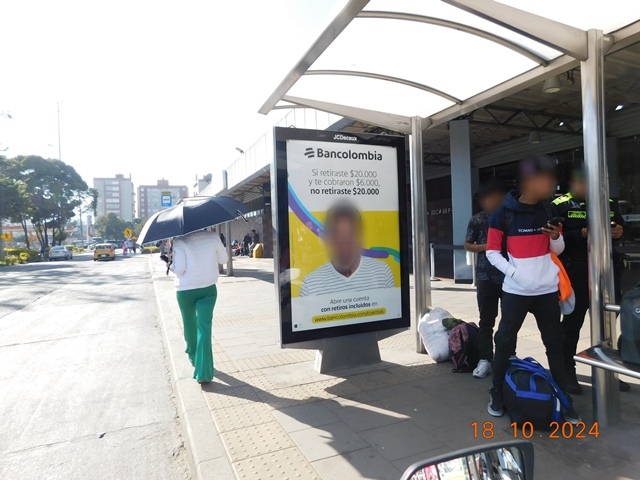 JCDecaux
Bancolombia
Si retiraste $20.000
y te cobraron $6.000,
no retiraste $20.000
Abre una cuenta
con retiros incluidos en
18 10 2024